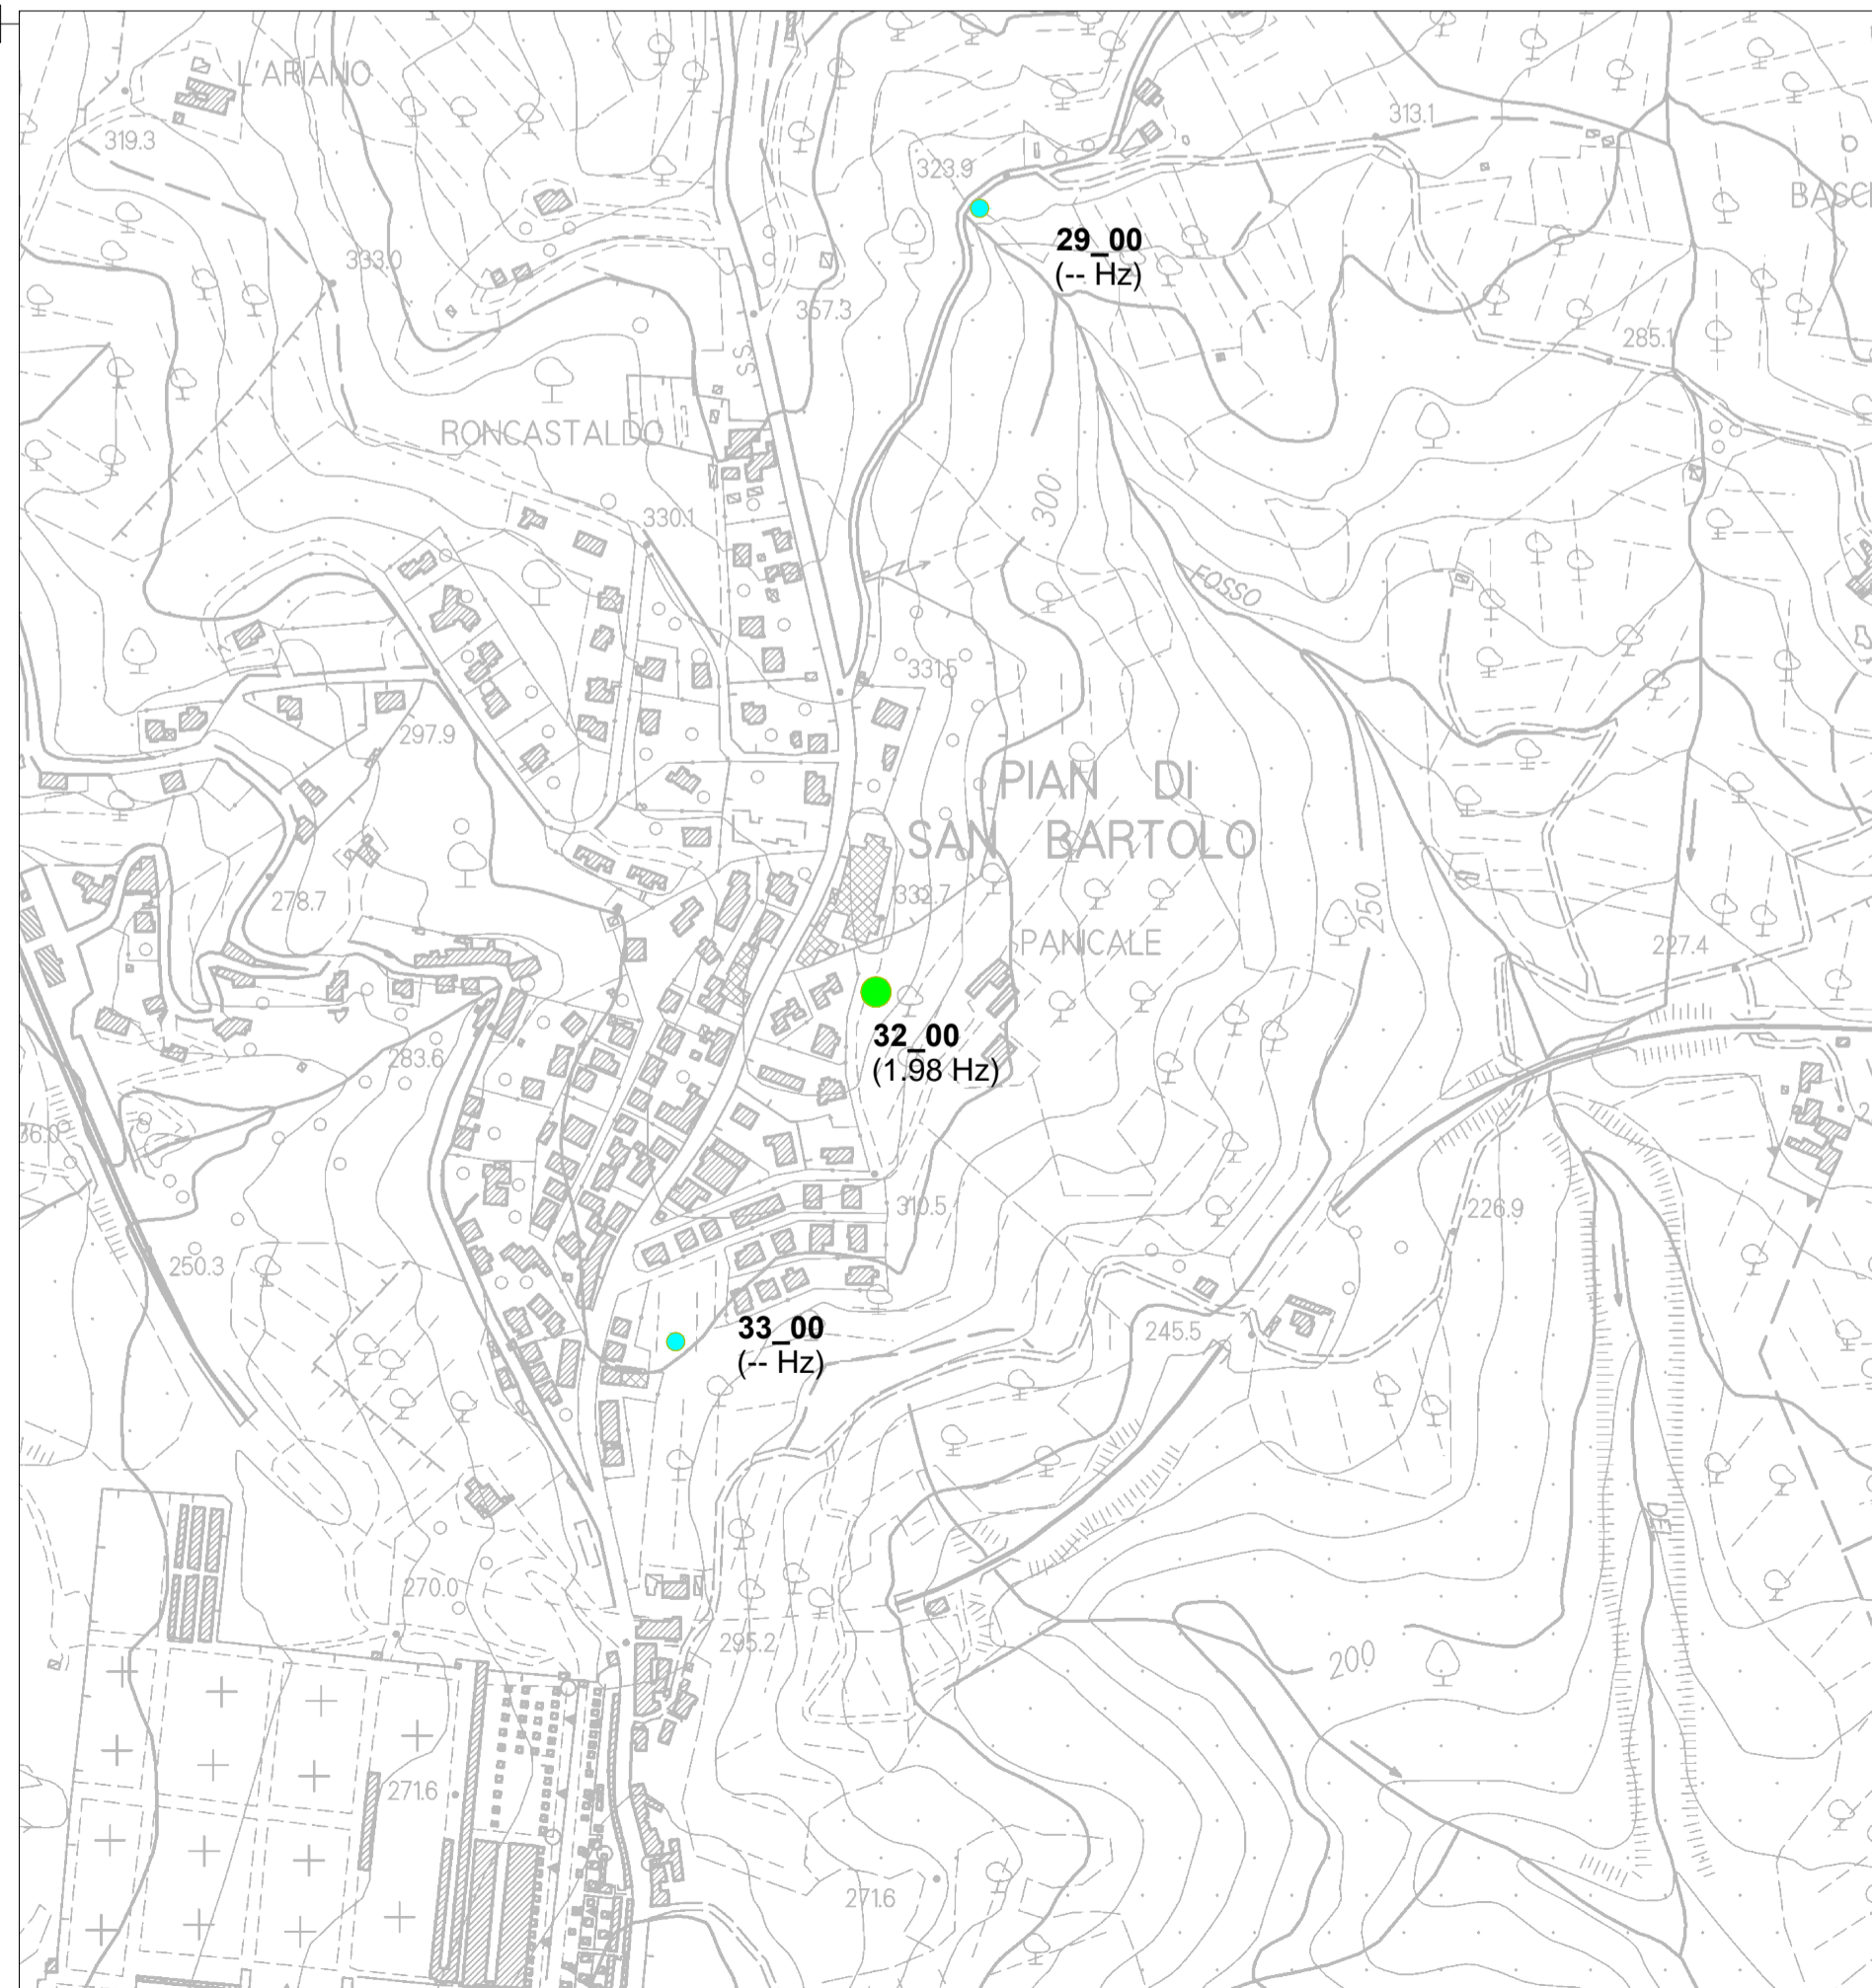 L'ARIANO
319.3
313.1
323.9
BASC
29_00
(-- Hz)
333.0
357.3
285.1
S.S.
RONCASTALDO
300
330.1
FOSSO
331.5
297.9
PIAN DI
SAN BARTOLO
278.7
332.7
250
PANICALE
227.4
32_00
(1.98 Hz)
283.6
36.0
310.5
226.9
250.3
33_00
(-- Hz)
245.5
DEL
270.0
295.2
200
271.6
271.6